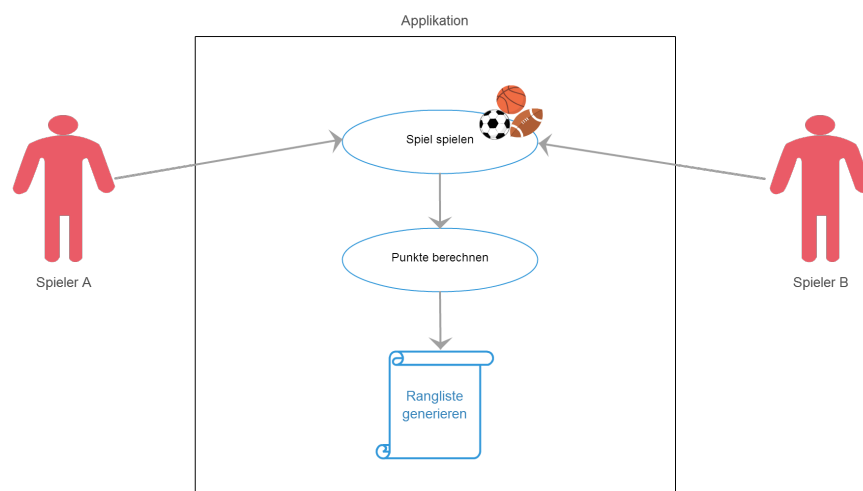 Applikation
Spiel spielen
Punkte berechnen
Spieler A
Spieler B
Rangliste
generieren